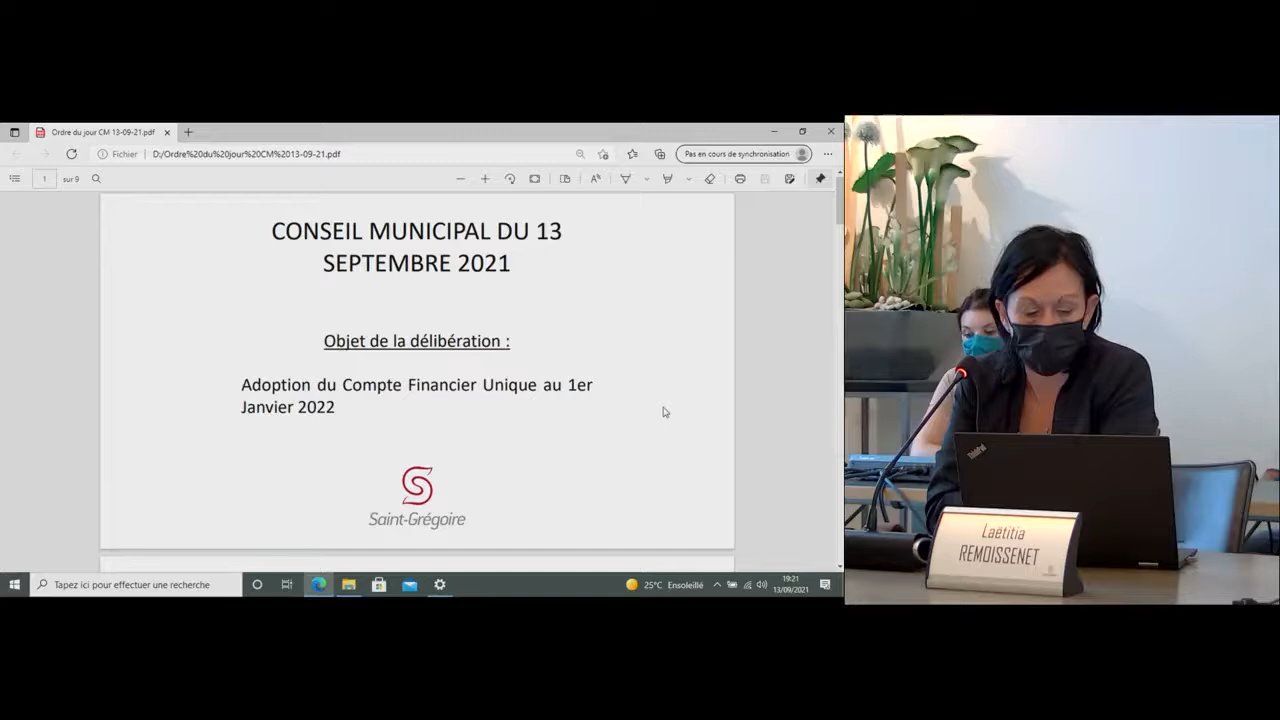 Ordre du jour CM 13-09-21.pdf
Fichier
D:/Ordre%20du%20jour%20CM%2013-09-21.pdf
Pas en cours de synchronisation
1
sur 9
CONSEIL MUNICIPAL DU 13
SEPTEMBRE 2021
Objet de la délibération :
Adoption du Compte Financier Unique au 1er
Janvier 2022
Saint-Grégoire
Tapez ici pour effectuer une recherche
25°C Ensoleillé
19:21
13/09/2021
ThinkPad
Laëtitia
REMOISSENET